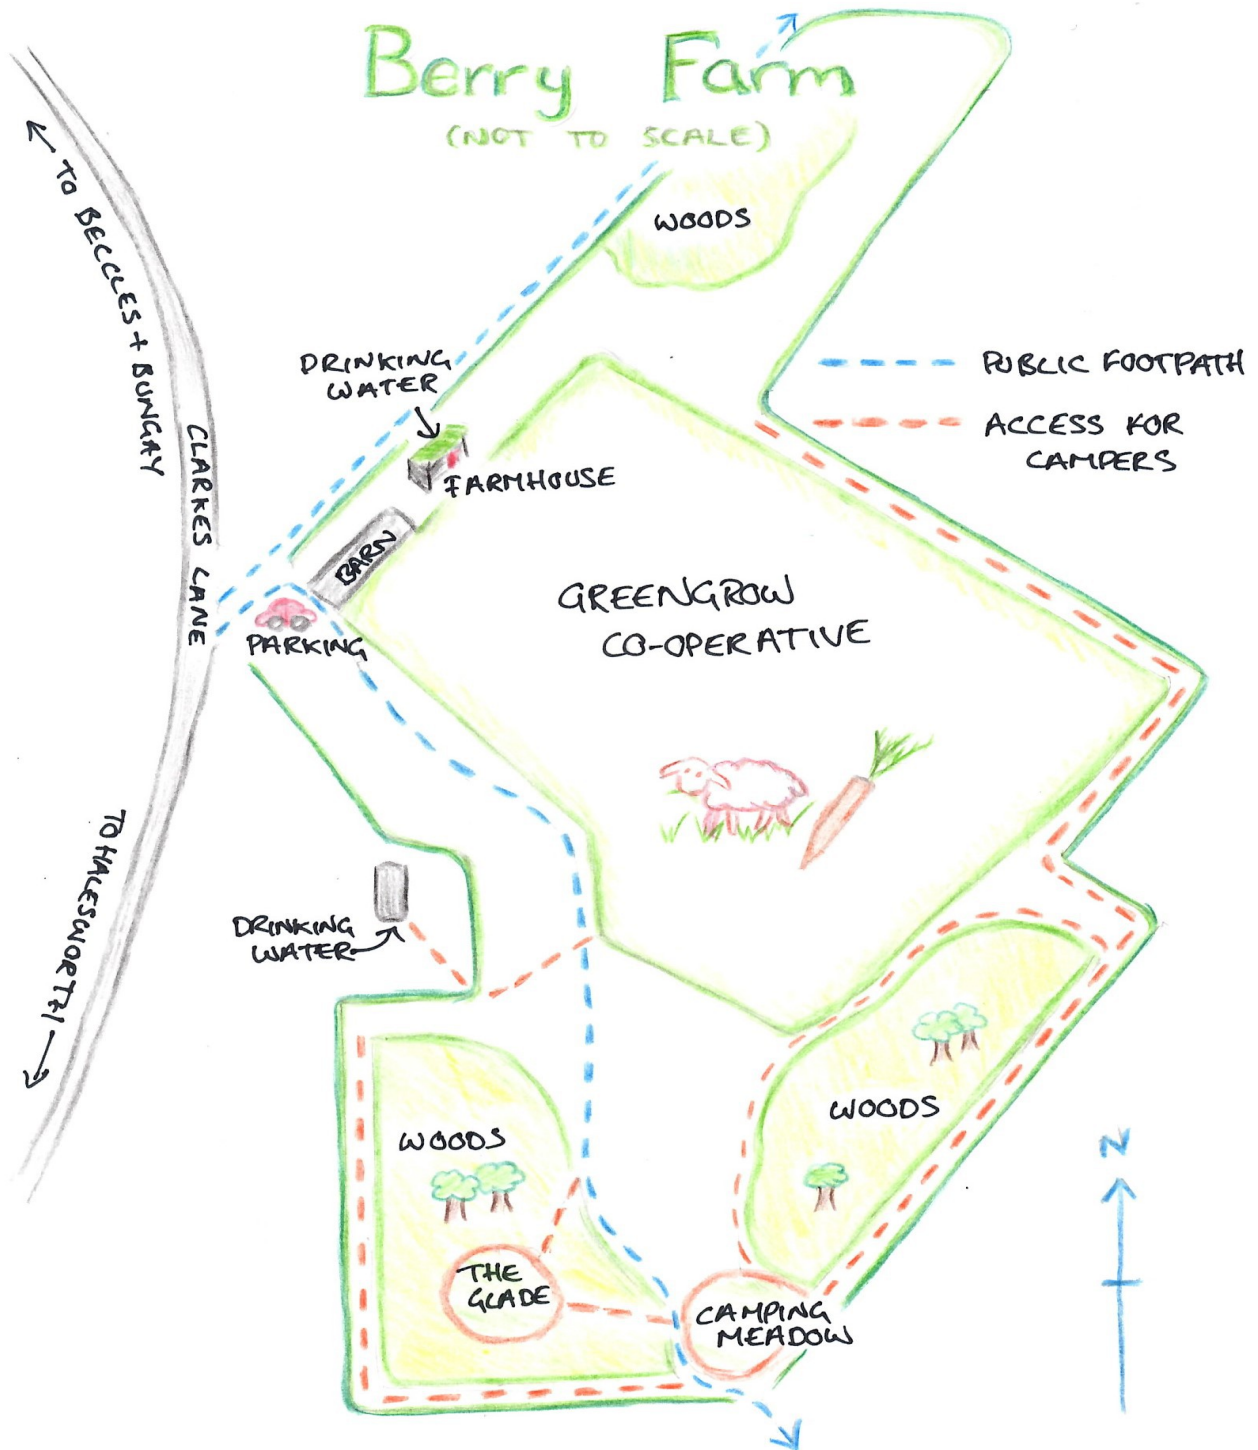 Berry Farm
(NOT TO SCALE)
TO BECCLES + BUNGAY
WOODS
DRINKING
WATER
PUBLIC FOOTPATH
ACCESS FOR
CAMPERS
FARMHOUSE
CLARKES LANE
BARN
PARKING
GREENGROW
CO-OPERATIVE
TO HALESWORTH
DRINKING
WATER
WOODS
WOODS
N
THE
GLADE
CAMPING
MEADOW